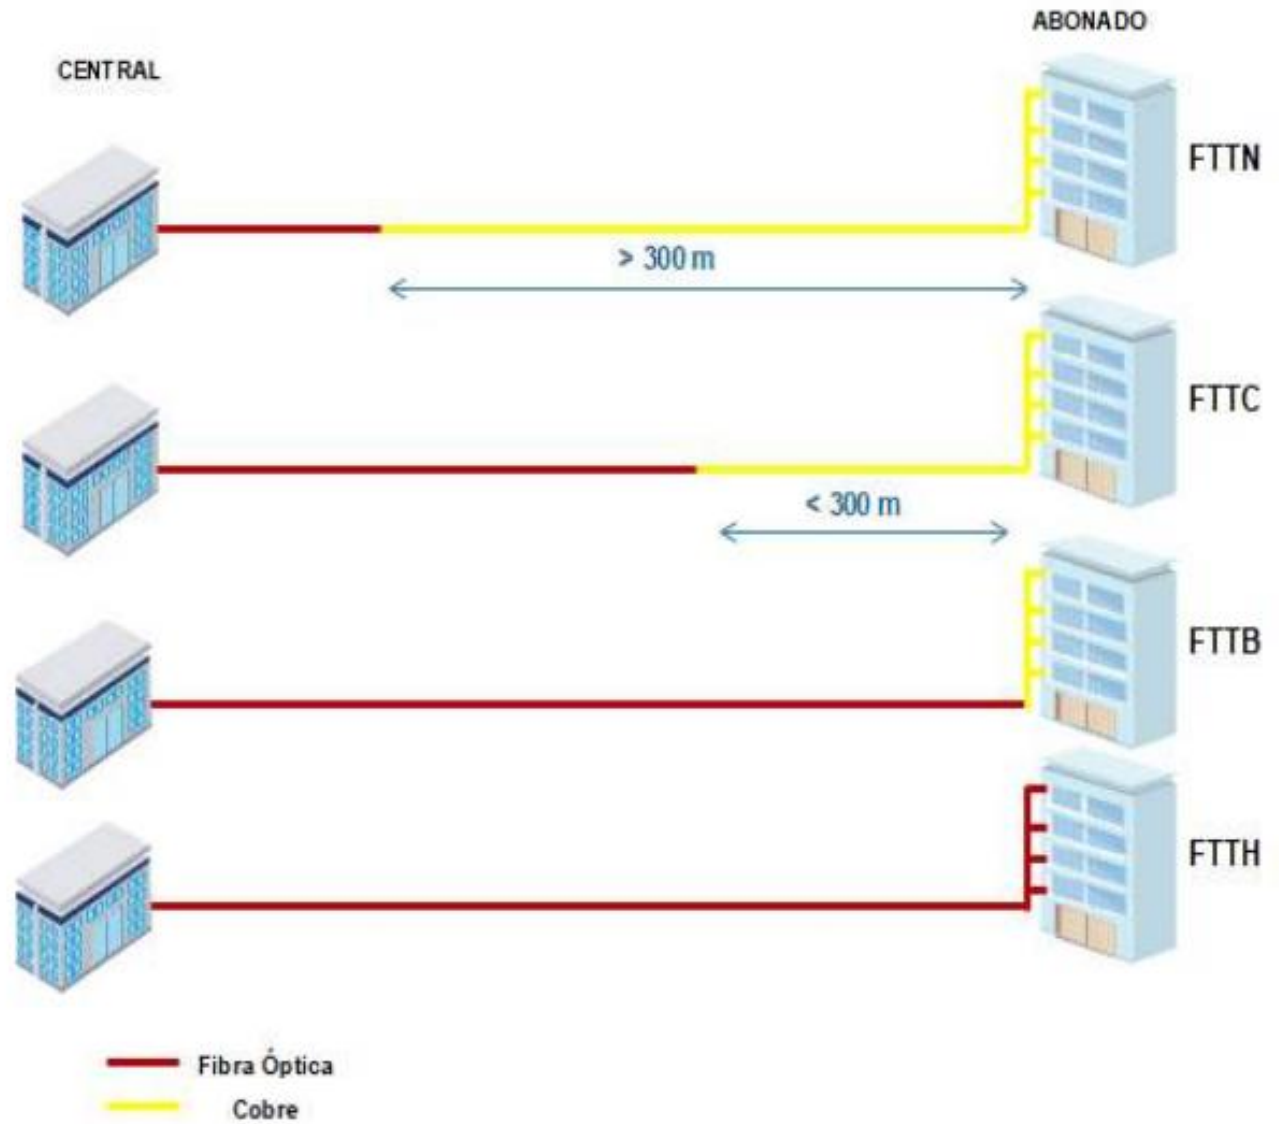 ABONADO
CENTRAL
FTTN
> 300 m
FTTC
< 300 m
FTTB
FTTH
Fibra Óptica
Cobre